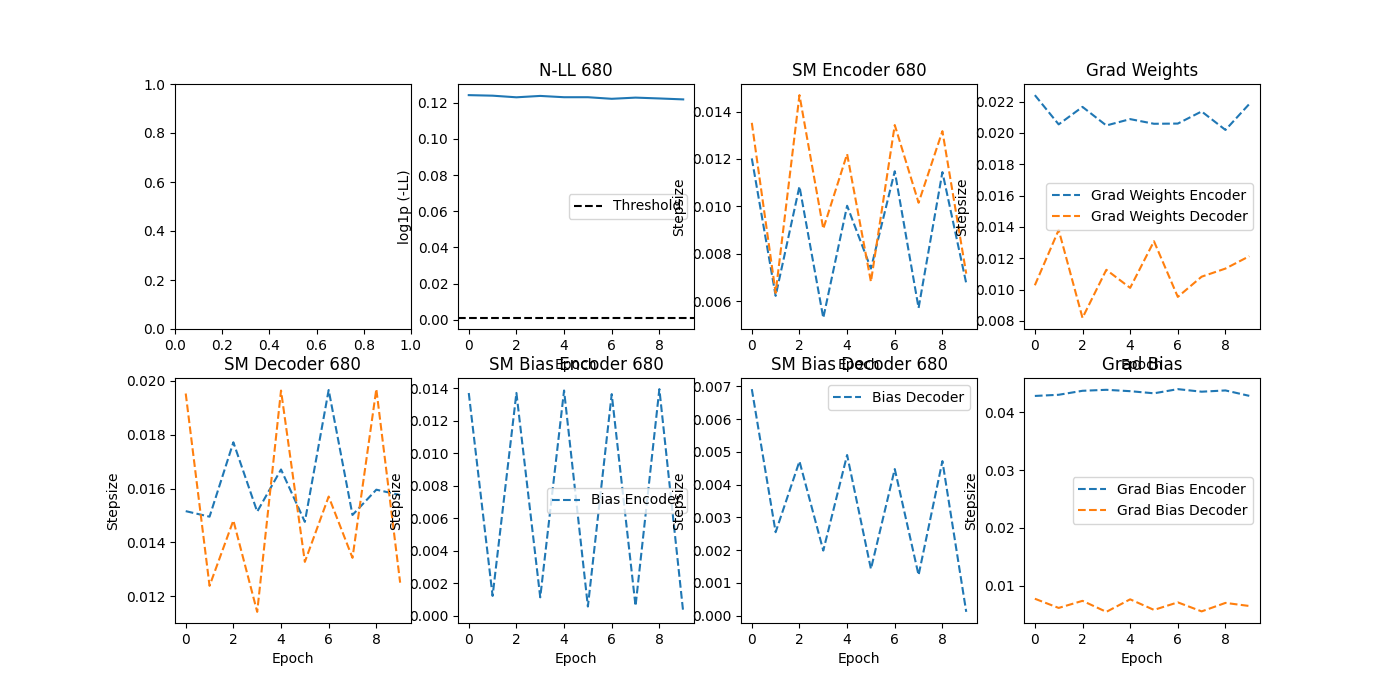 N-LL 680
SM Encoder 680
Grad Weights
1.0
0.8
0.6
0.4
0.2
0.0
0.0 0.2 0.4 0.6 0.8 1.0
log1p (-LL)
0.12
0.10
0.08
0.06
0.04
0.02
0.00
Threshold
0 2 4 6 8
Epoch
Stepsize
0.014
0.012
0.010
0.008
0.006
0 2 4 6 8
Epoch
Stepsize
0.022
0.020
0.018
0.016
0.014
0.012
0.010
0.008
Grad Weights Encoder
Grad Weights Decoder
0 2 4 6 8
Epoch
SM Decoder 680
SM Bias Encoder 680
SM Bias Decoder 680
Grad Bias
Stepsize
0.020
0.018
0.016
0.014
0.012
0 2 4 6 8
Epoch
Stepsize
0.014
0.012
0.010
0.008
0.006
0.004
0.002
0.000
Bias Encoder
0 2 4 6 8
Epoch
Stepsize
0.007
0.006
0.005
0.004
0.003
0.002
0.001
0.000
Bias Decoder
0 2 4 6 8
Epoch
Stepsize
0.04
0.03
0.02
0.01
Grad Bias Encoder
Grad Bias Decoder
0 2 4 6 8
Epoch